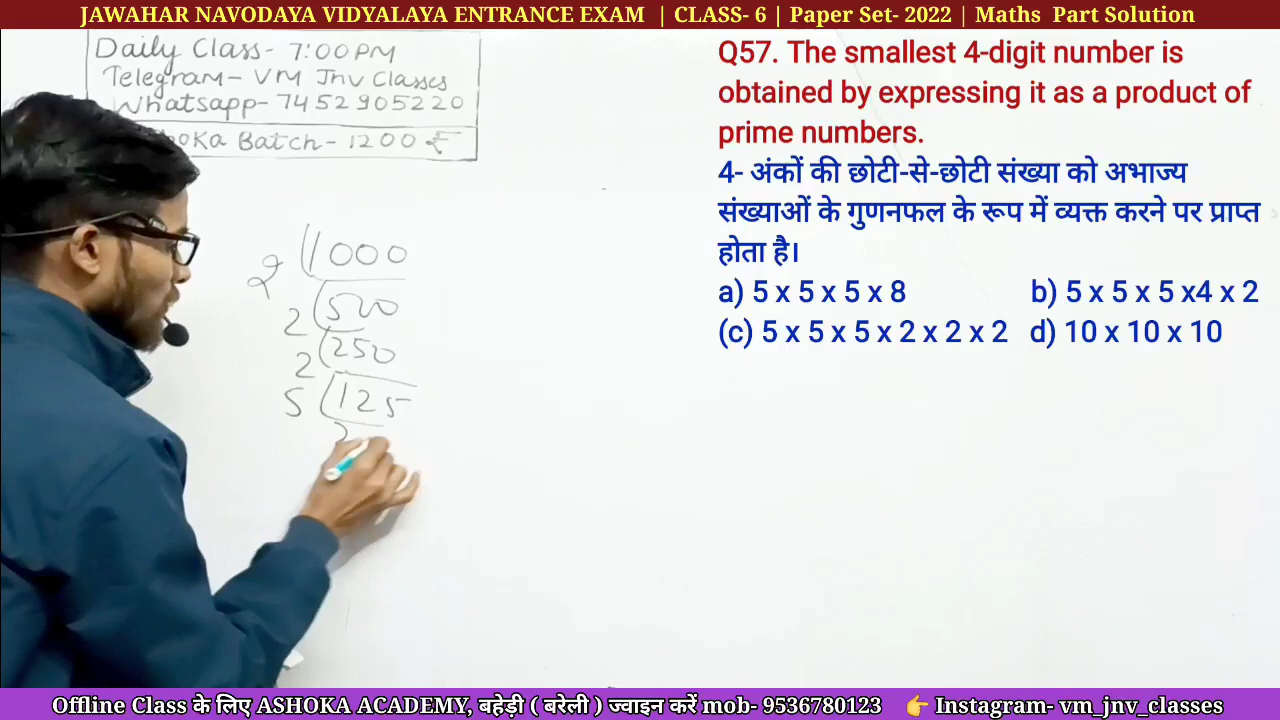 JAWAHAR NAVODAYA VIDYALAYA ENTRANCE EXAM | CLASS- 6 | Paper Set- 2022 | Maths Part Solution
Daily Class- 7:00PM
Telegram- VM Jnv Classes
Whatsapp- 7452905220
Batch- 1200 ₹
Q57. The smallest 4-digit number is
obtained by expressing it as a product of
prime numbers.
4- अंकों की छोटी-से-छोटी संख्या को अभाज्य
संख्याओं के गुणनफल के रूप में व्यक्त करने पर प्राप्त
होता है।
a) 5 x 5 x 5 x 8 b) 5 x 5 x 5 x4 x 2
(c) 5 x 5 x 5 x 2 x 2 x 2 d) 10 x 10 x 10
2 1000
2 500
2 250
5 125
2
Offline Class के लिए ASHOKA ACADEMY, बहेड़ी ( बरेली ) ज्वाइन करें mob- 9536780123 👉 Instagram- vm_jnv_classes